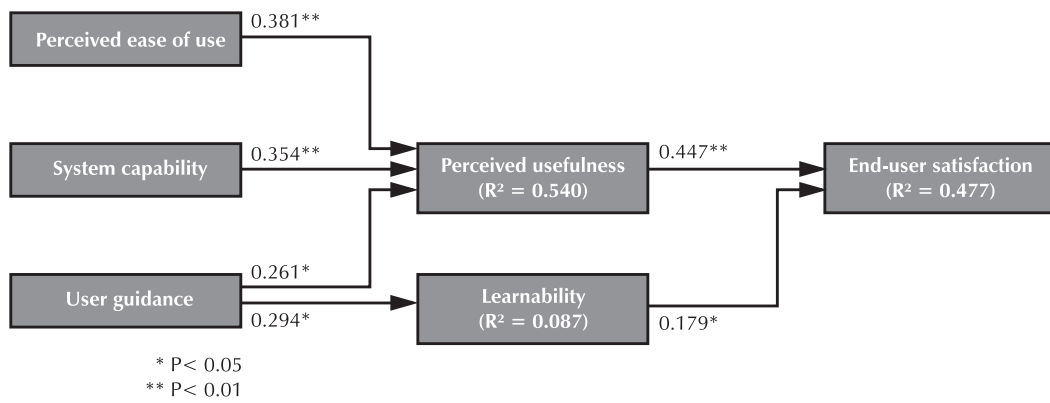 0.381**
Perceived ease of use
System capability
0.354**
Perceived usefulness
(R² = 0.540)
0.447**
End-user satisfaction
(R² = 0.477)
0.261*
User guidance
0.294*
Learnability
(R² = 0.087)
0.179*
* P< 0.05
** P< 0.01